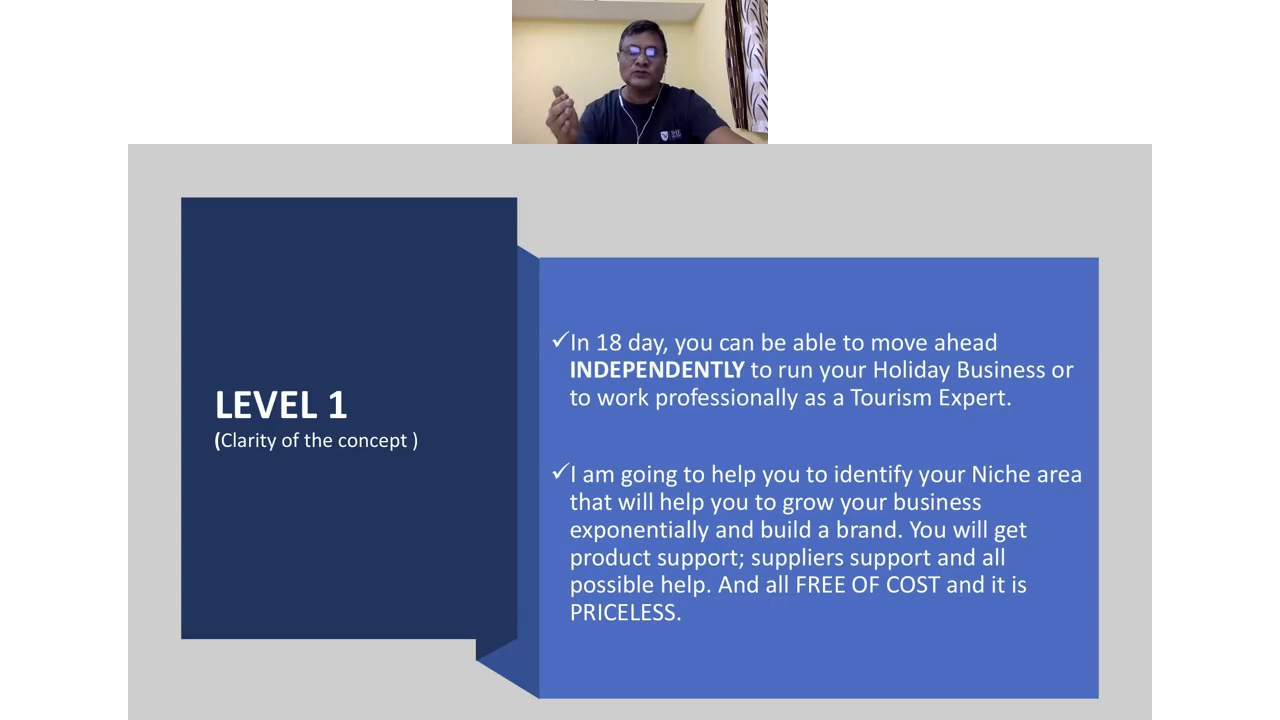 LEVEL 1
(Clarity of the concept )
✓In 18 day, you can be able to move ahead
INDEPENDENTLY to run your Holiday Business or
to work professionally as a Tourism Expert.
✓I am going to help you to identify your Niche area
that will help you to grow your business
exponentially and build a brand. You will get
product support; suppliers support and all
possible help. And all FREE OF COST and it is
PRICELESS.